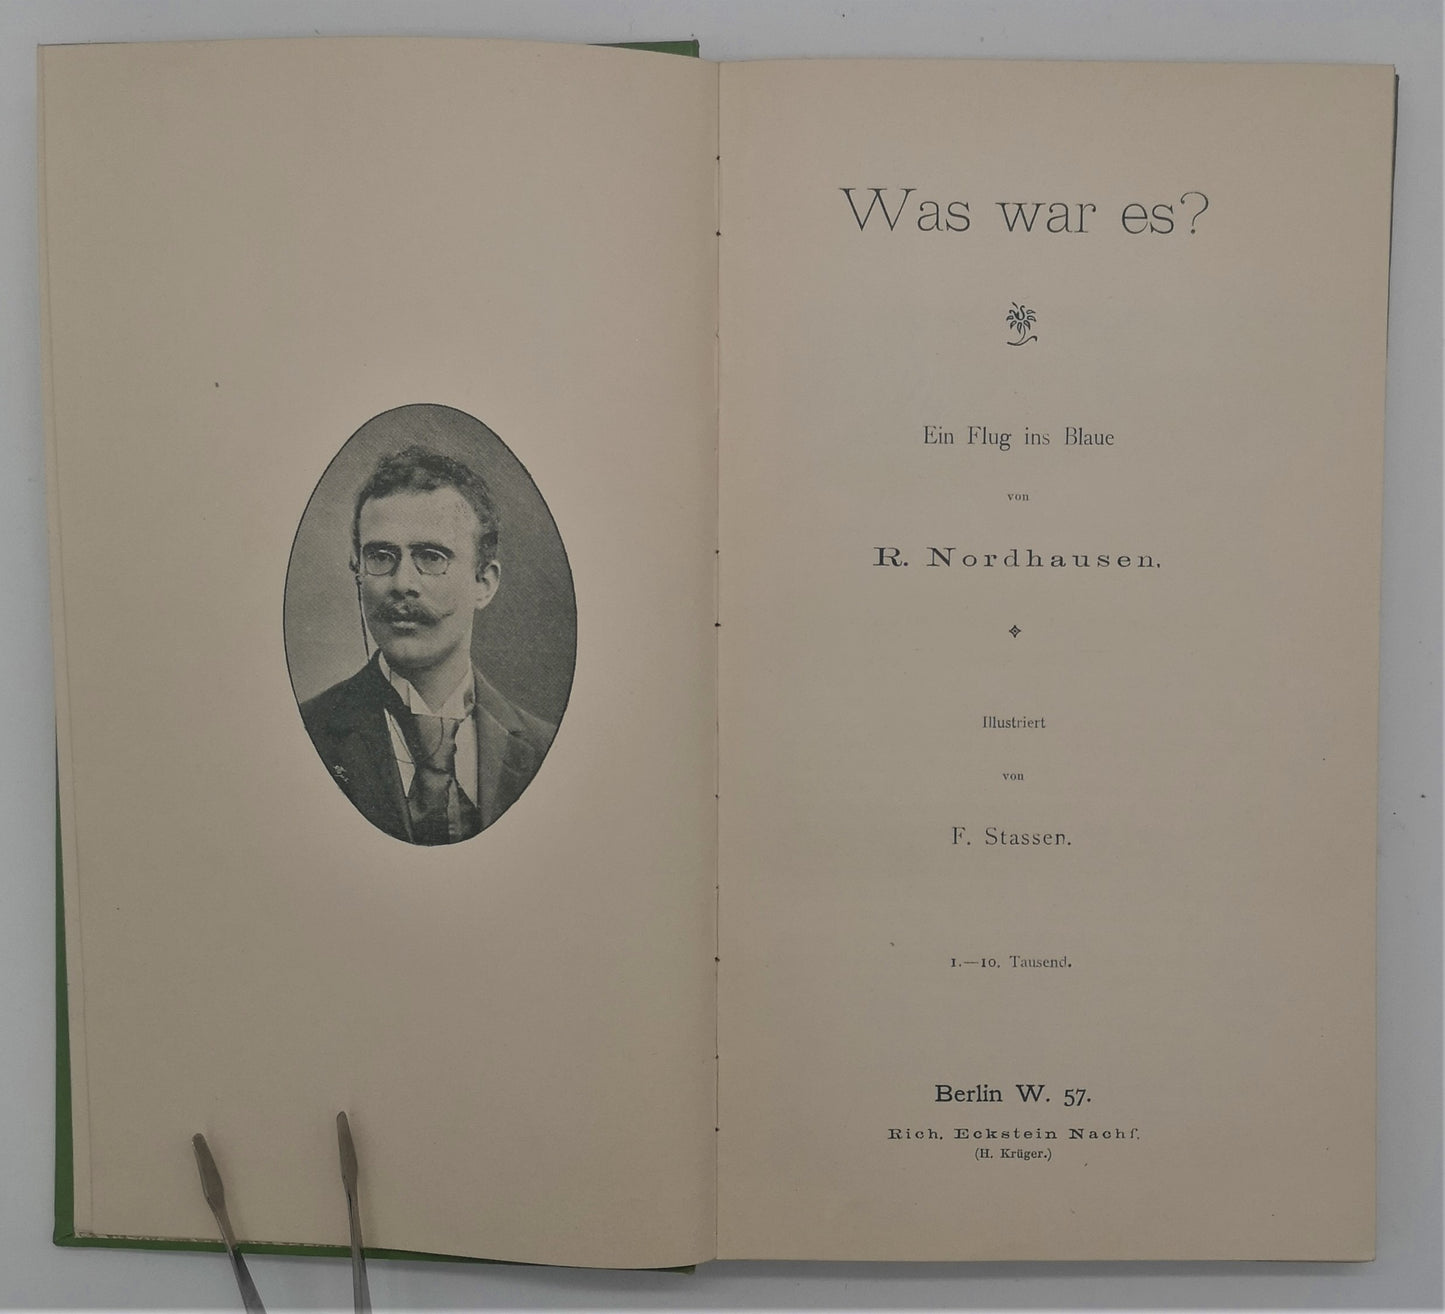 Was war es?
Ein Flug ins Blaue
von
R. Nordhausen.
Illustriert
von
F. Stassen.
1.—10. Tausend.
Berlin W. 57.
Rich. Eckstein Nachf.
(H. Krüger.)